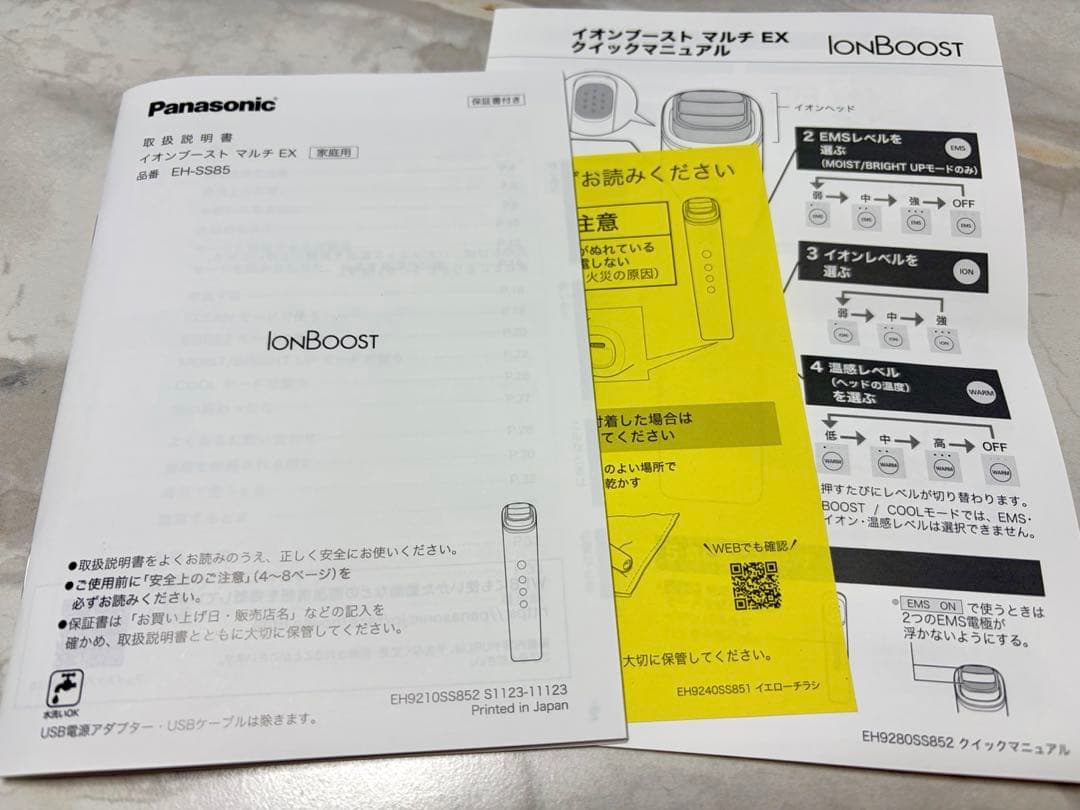 Panasonic
保証書付き
取扱説明書
イオンブースト マルチ EX 家庭用
品番 EH-SS85
IONBOOST
●取扱説明書をよくお読みのうえ、正しく安全にお使いください。
●ご使用前に「安全上のご注意」(4〜8ページ)を
必ずお読みください。
●保証書は「お買い上げ日・販売店名」などの記入を
確かめ、取扱説明書とともに大切に保管してください。
水洗いOK
USB電源アダプター・USBケーブルは除きます。
EH9210SS852 S1123-11123
Printed in Japan
お読みください
注意
がぬれている
電しない
火災の原因)
付着した場合は
てください
のよい場所で
乾かす
WEBでも確認
大切に保管してください。
EH9240SS851 イエローチラシ
イオンブースト マルチ EX
クイックマニュアル
IONBOOST
イオンヘッド
2 EMSレベルを
選ぶ
(MOIST/BRIGHT UPモードのみ)
EMS
弱 中 強 OFF
EMS EMS EMS EMS
3 イオンレベルを
選ぶ
ION
弱 中 強
ION ION ION
4 温感レベル
(ヘッドの温度)
を選ぶ
WARM
低 中 高 OFF
WARM WARM WARM WARM
押すたびにレベルが切り替わります。
BOOST / COOLモードでは、EMS・
イオン・温感レベルは選択できません。
EMS ON で使うときは
2つのEMS電極が
浮かないようにする。
EH9280SS852 クイックマニュアル